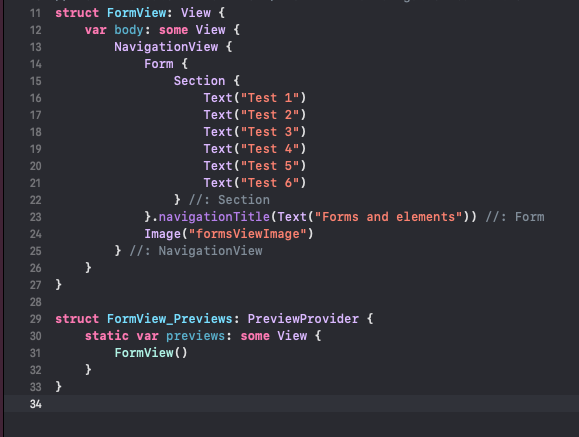 11 struct FormView: View {
12     var body: some View {
13         NavigationView {
14             Form {
15                 Section {
16                     Text("Test 1")
17                     Text("Test 2")
18                     Text("Test 3")
19                     Text("Test 4")
20                     Text("Test 5")
21                     Text("Test 6")
22                 } //: Section
23             }.navigationTitle(Text("Forms and elements")) //: Form
24             Image("formsViewImage")
25         } //: NavigationView
26     }
27 }
28
29 struct FormView_Previews: PreviewProvider {
30     static var previews: some View {
31         FormView()
32     }
33 }
34